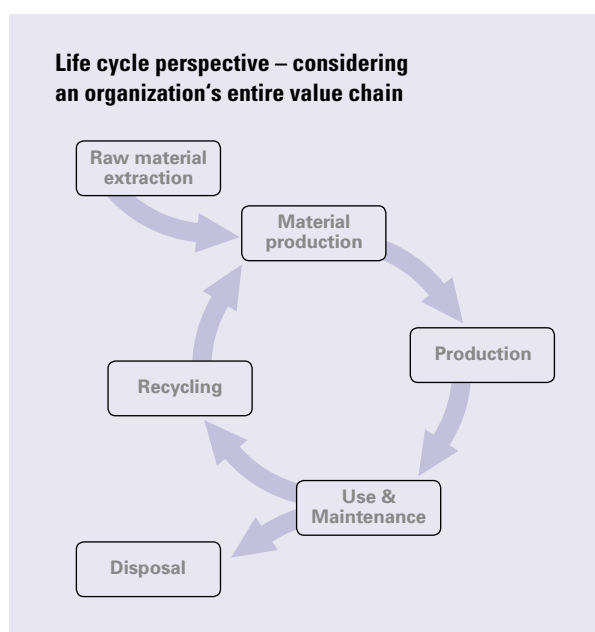 Life cycle perspective – considering
an organization‘s entire value chain
Raw material
extraction
Material
production
Production
Recycling
Use &
Maintenance
Disposal